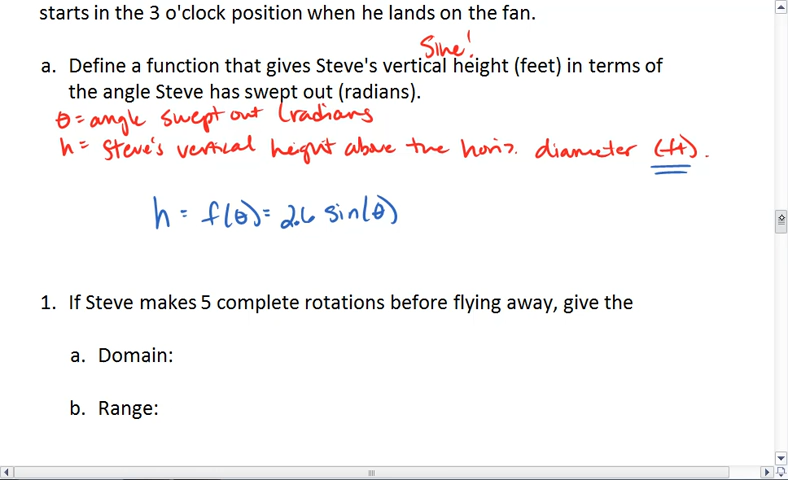 starts in the 3 o'clock position when he lands on the fan.
Sine!
a. Define a function that gives Steve's vertical height (feet) in terms of
the angle Steve has swept out (radians).
θ = angle swept out (radians
h = Steve's vertical height above the horiz. diameter (ft).
h = f(θ) = 2.6 sin(θ)
1. If Steve makes 5 complete rotations before flying away, give the
a. Domain:
b. Range: